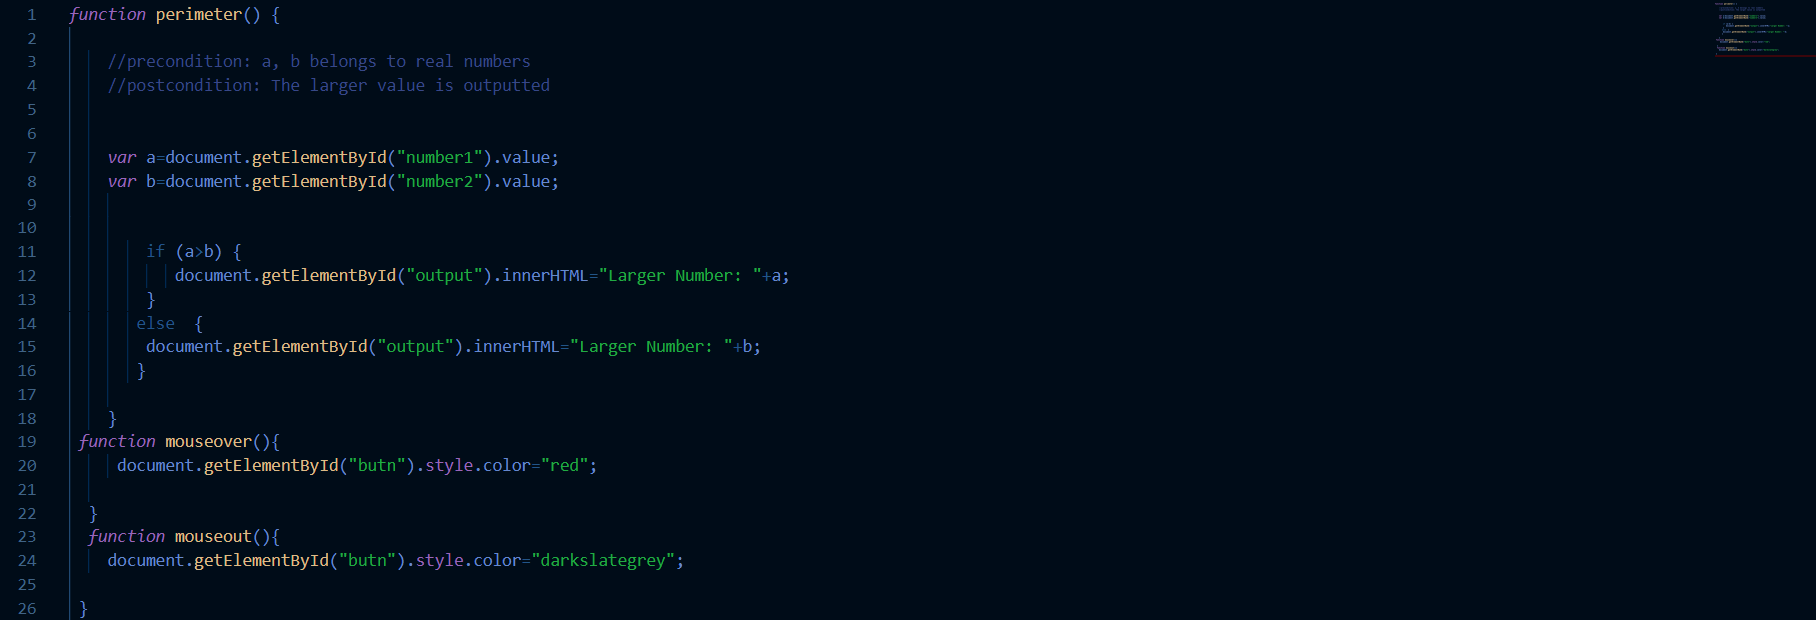 1 function perimeter() {
2
3 //precondition: a, b belongs to real numbers
4 //postcondition: The larger value is outputted
5
6
7 var a=document.getElementById("number1").value;
8 var b=document.getElementById("number2").value;
9
10
11 if (a>b) {
12 document.getElementById("output").innerHTML="Larger Number: "+a;
13 }
14 else  {
15 document.getElementById("output").innerHTML="Larger Number: "+b;
16 }
17
18 }
19 function mouseover(){
20 document.getElementById("butn").style.color="red";
21
22 }
23 function mouseout(){
24 document.getElementById("butn").style.color="darkslategrey";
25
26 }